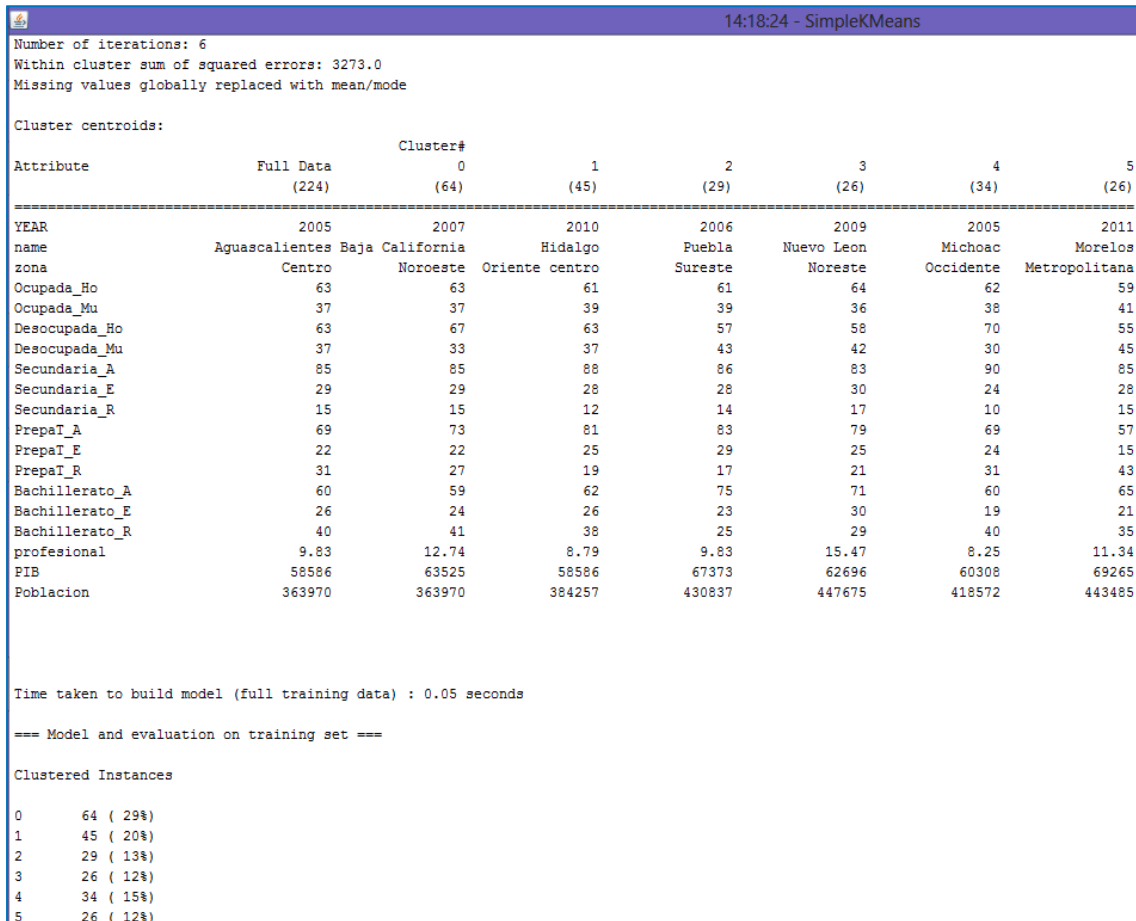 14:18:24 - SimpleKMeans
Number of iterations: 6
Within cluster sum of squared errors: 3273.0
Missing values globally replaced with mean/mode
Cluster centroids:
Cluster#
Attribute Full Data 0 1 2 3 4 5
(224) (64) (45) (29) (26) (34) (26)
==========================================================================================
YEAR 2005 2007 2010 2006 2009 2005 2011
name Aguascalientes Baja California Hidalgo Puebla Nuevo Leon Michoac Morelos
zona Centro Noroeste Oriente centro Sureste Noreste Occidente Metropolitana
Ocupada_Ho 63 63 61 61 64 62 59
Ocupada_Mu 37 37 39 39 36 38 41
Desocupada_Ho 63 67 63 57 58 70 55
Desocupada_Mu 37 33 37 43 42 30 45
Secundaria_A 85 85 88 86 83 90 85
Secundaria_E 29 29 28 28 30 24 28
Secundaria_R 15 15 12 14 17 10 15
PrepaT_A 69 73 81 83 79 69 57
PrepaT_E 22 22 25 29 25 24 15
PrepaT_R 31 27 19 17 21 31 43
Bachillerato_A 60 59 62 75 71 60 65
Bachillerato_E 26 24 26 23 30 19 21
Bachillerato_R 40 41 38 25 29 40 35
profesional 9.83 12.74 8.79 9.83 15.47 8.25 11.34
PIB 58586 63525 58586 67373 62696 60308 69265
Poblacion 363970 363970 384257 430837 447675 418572 443485
Time taken to build model (full training data) : 0.05 seconds
=== Model and evaluation on training set ===
Clustered Instances
0 64 ( 29%)
1 45 ( 20%)
2 29 ( 13%)
3 26 ( 12%)
4 34 ( 15%)
5 26 ( 12%)